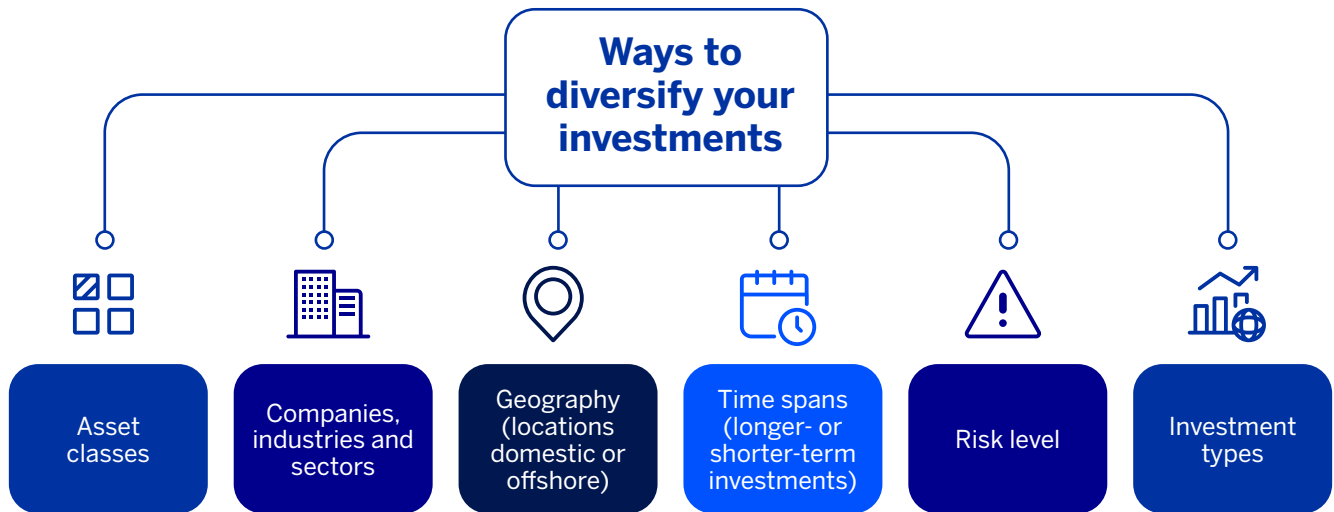 Ways to
diversify your
investments
Asset
classes
Companies,
industries and
sectors
Geography
(locations
domestic or
offshore)
Time spans
(longer- or
shorter-term
investments)
Risk level
Investment
types